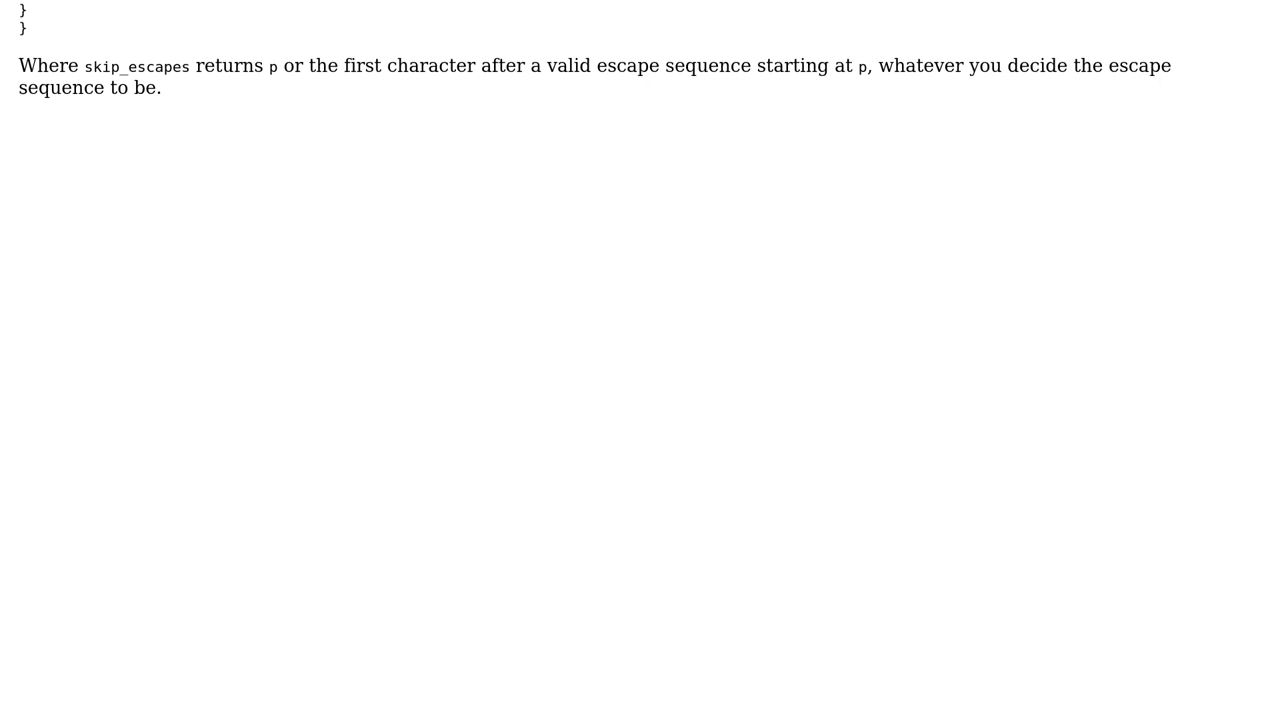 }
}
Where skip_escapes returns p or the first character after a valid escape sequence starting at p, whatever you decide the escape
sequence to be.